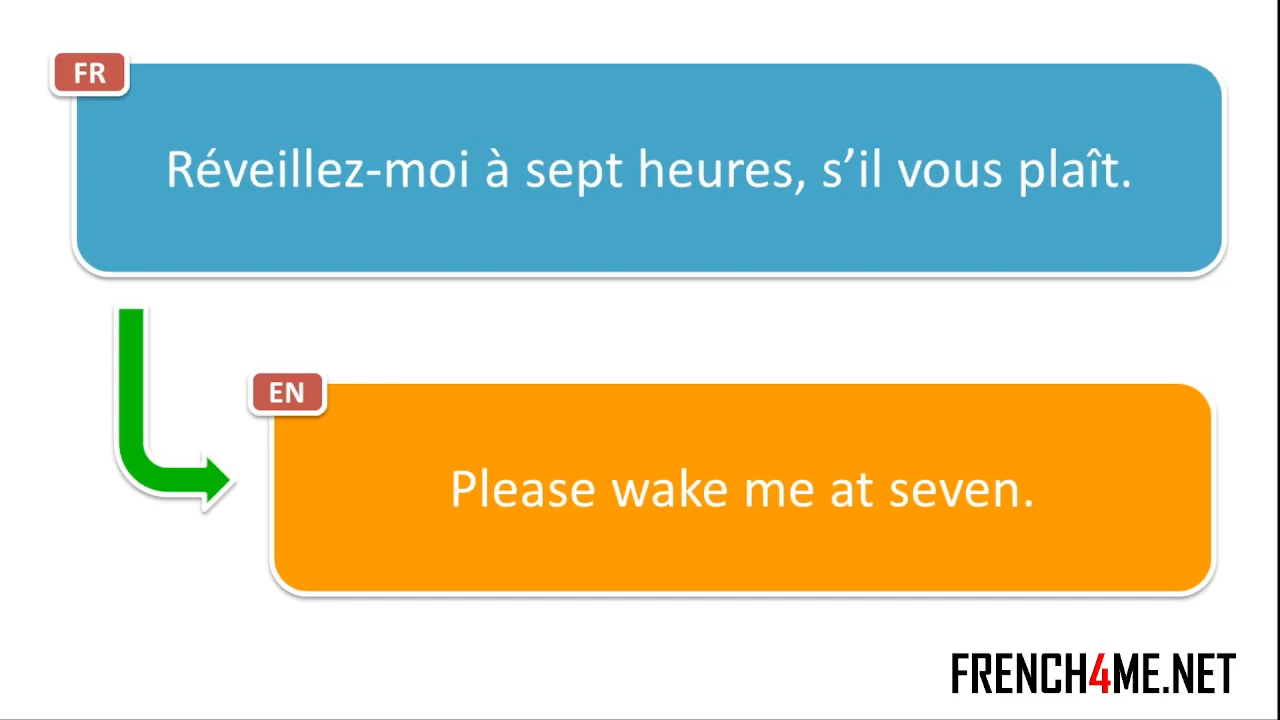 FR
Réveillez-moi à sept heures, s’il vous plaît.
EN
Please wake me at seven.
FRENCH4ME.NET